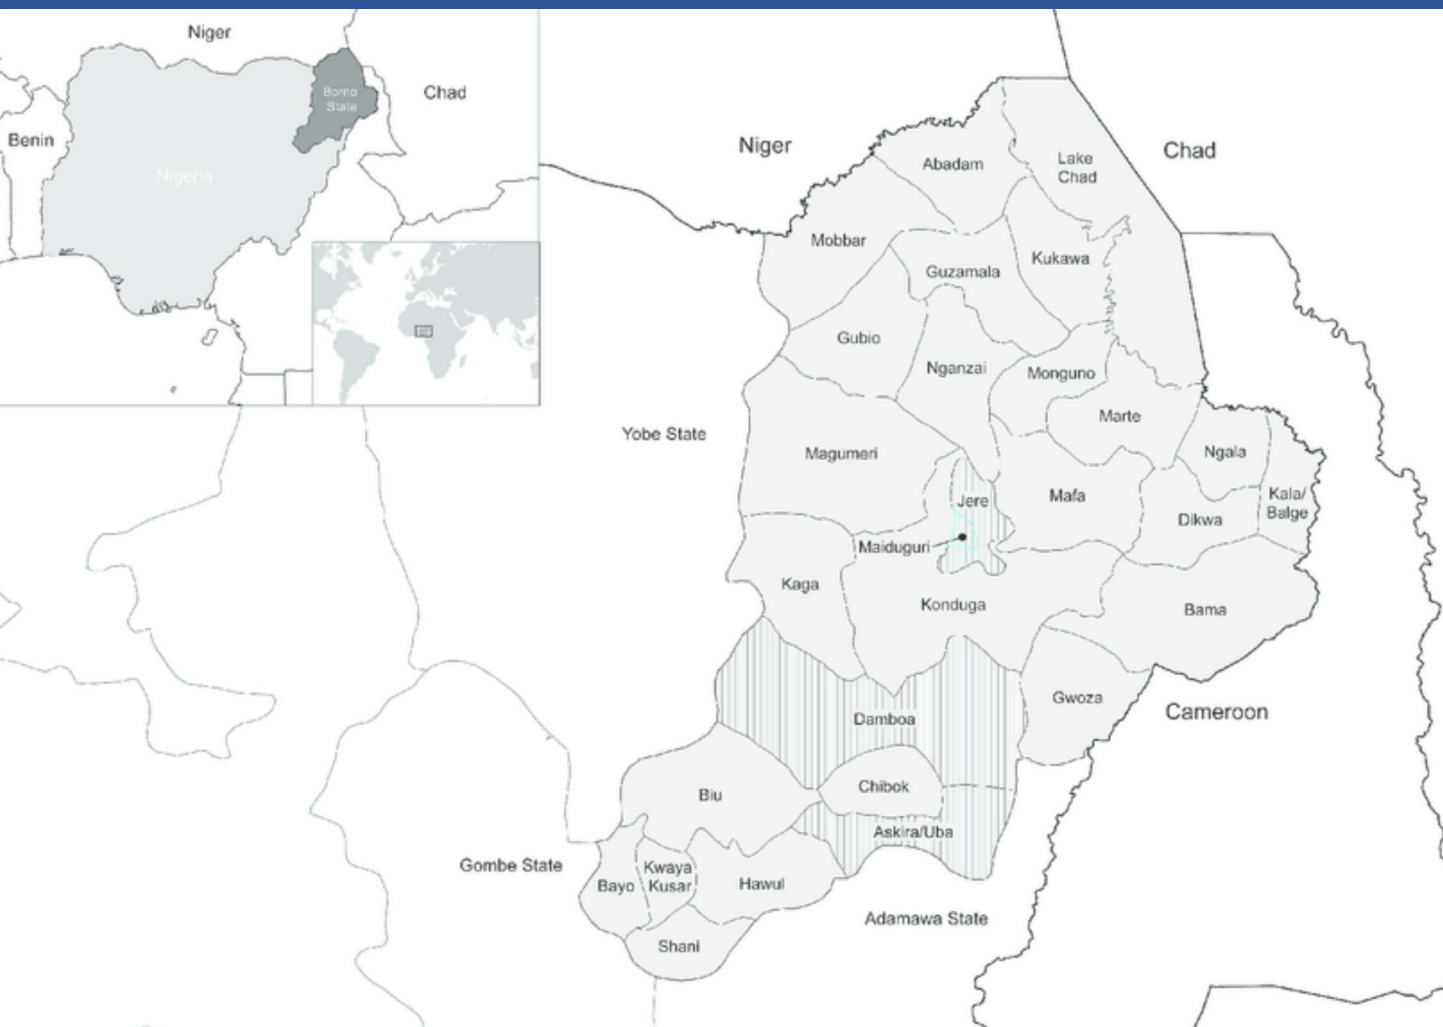 Niger
Borno
State
Chad
Benin
Nigeria
Niger
Chad
Abadam
Lake
Chad
Mobbar
Kukawa
Guzamala
Gubio
Nganzai
Monguno
Marte
Yobe State
Magumeri
Ngala
Jere
Mafa
Kala/
Balge
Dikwa
Maiduguri
Kaga
Konduga
Bama
Gwoza
Cameroon
Damboa
Chibok
Biu
Askira/Uba
Gombe State
Kwaya
Kusar
Bayo
Hawul
Adamawa State
Shani